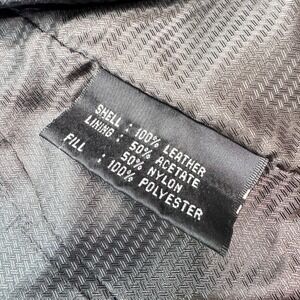 SHELL : 100% LEATHER
LINING : 50% ACETATE
50% NYLON
FILL : 100% POLYESTER